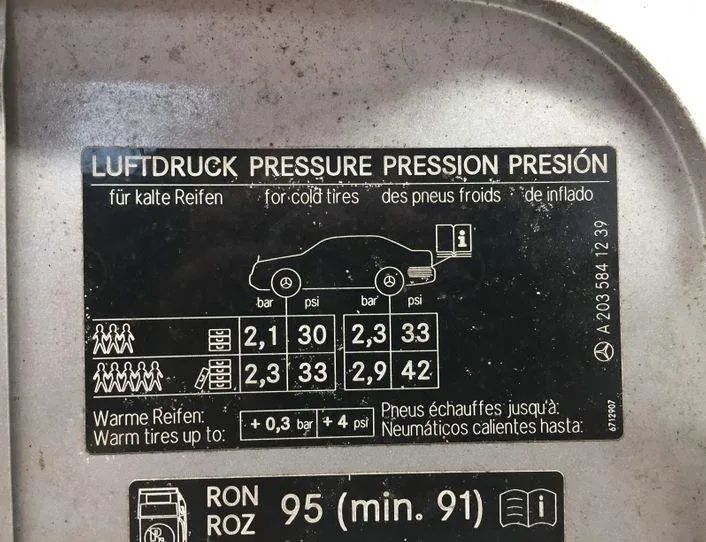 LUFTDRUCK PRESSURE PRESSION PRESIÓN
für kalte Reifen for cold tires des pneus froids de inflado
i
bar psi bar psi
2,1 30 2,3 33
2,3 33 2,9 42
Warme Reifen:
Warm tires up to:
+ 0,3 bar + 4 psi
Pneus échauffes jusqu'à:
Neumáticos calientes hasta:
A 203 584 12 39
6712907
RON
ROZ
95 (min. 91)
i